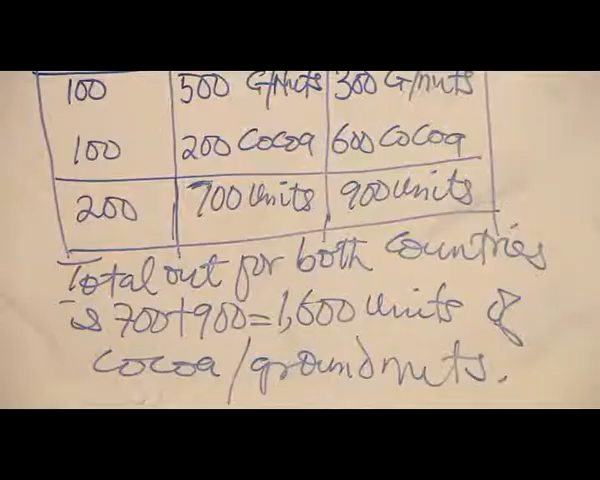 100 500 G/Nuts 300 G/nuts
100 200 Cocoa 600 Cocoa
200 700 Units 900 Units
Total out for both Countries
is 700+900=1,600 Units of
Cocoa/groundnuts.